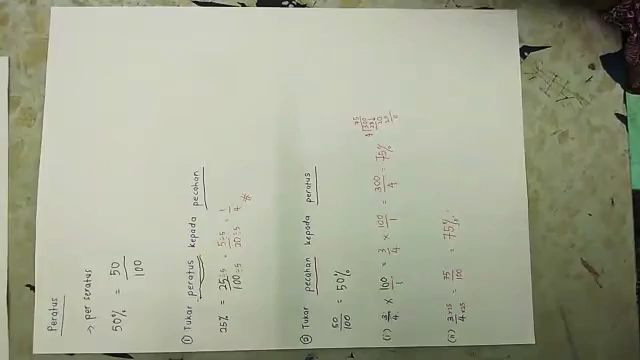 Peratus
→ per seratus
50% = 50/100
① Tukar peratus kepada pecahan
25% = 25÷5/100÷5 = 5÷5/20÷5 = 1/4 #
② Tukar pecahan kepada peratus
50/100 = 50%
(i) 3/4 × 100/1 = 3/4 × 100/1 = 300/4 = 75%
(ii) 3×25/4×25 = 75/100 = 75%